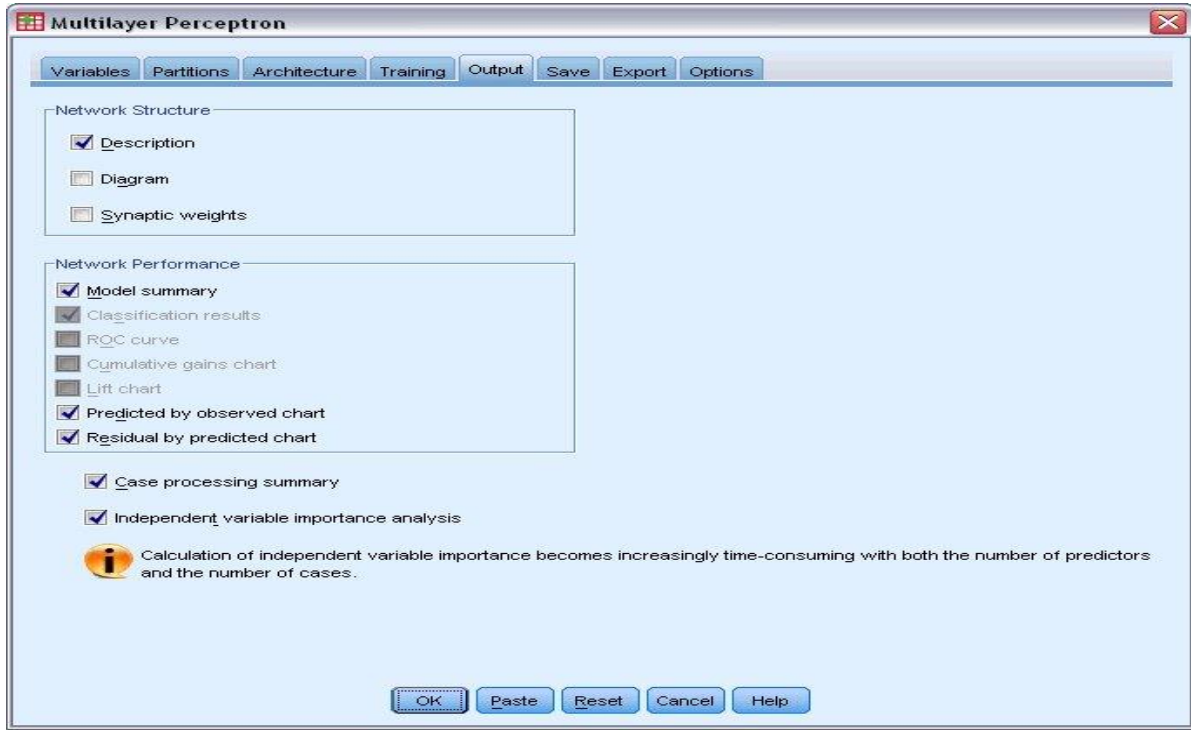 Multilayer Perceptron
Variables Partitions Architecture Training Output Save Export Options
Network Structure
Description
Diagram
Synaptic weights
Network Performance
Model summary
Classification results
ROC curve
Cumulative gains chart
Lift chart
Predicted by observed chart
Residual by predicted chart
Case processing summary
Independent variable importance analysis
Calculation of independent variable importance becomes increasingly time-consuming with both the number of predictors
and the number of cases.
OK Paste Reset Cancel Help